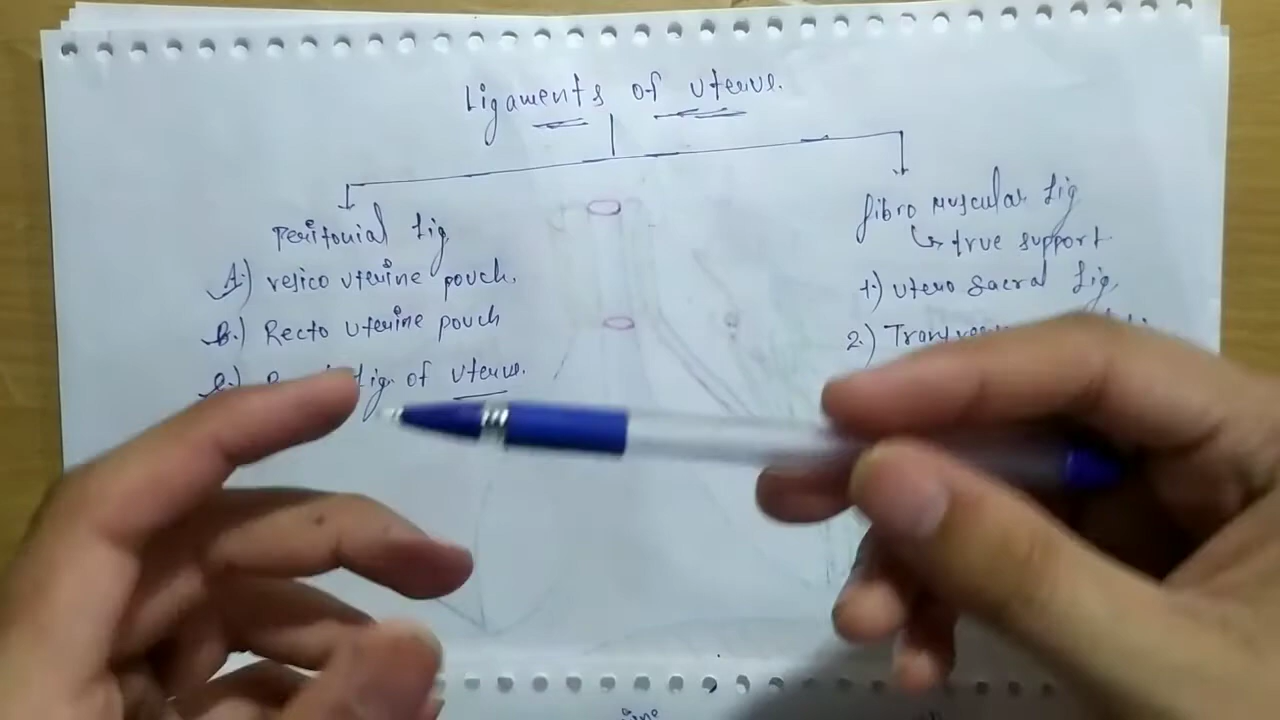 Ligaments of uterus.
Peritonial Lig
A.) vesico uterine pouch.
B.) Recto uterine pouch
C.) lig. of uterus.
fibro muscular Lig
↳ true support
1.) utero sacral Lig.
2.)